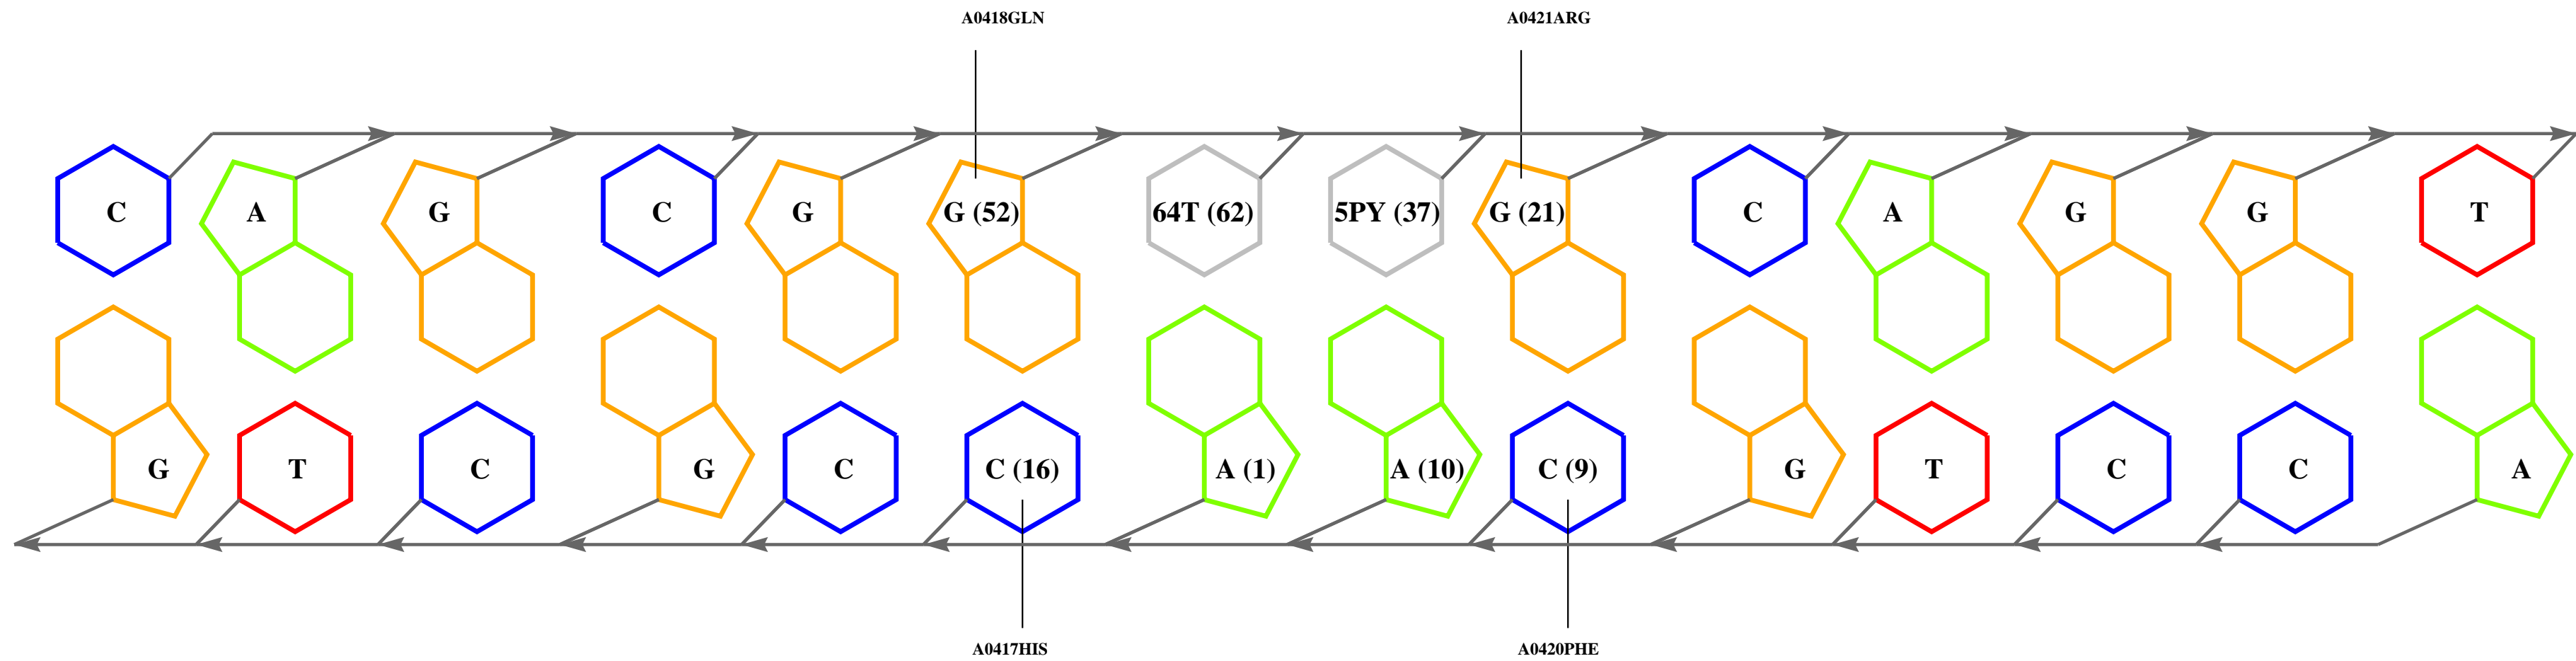 A0418GLN A0421ARG
C A G C G G (52) 64T (62) 5PY (37) G (21) C A G G T
G T C G C C (16) A (1) A (10) C (9) G T C C A
A0417HIS A0420PHE